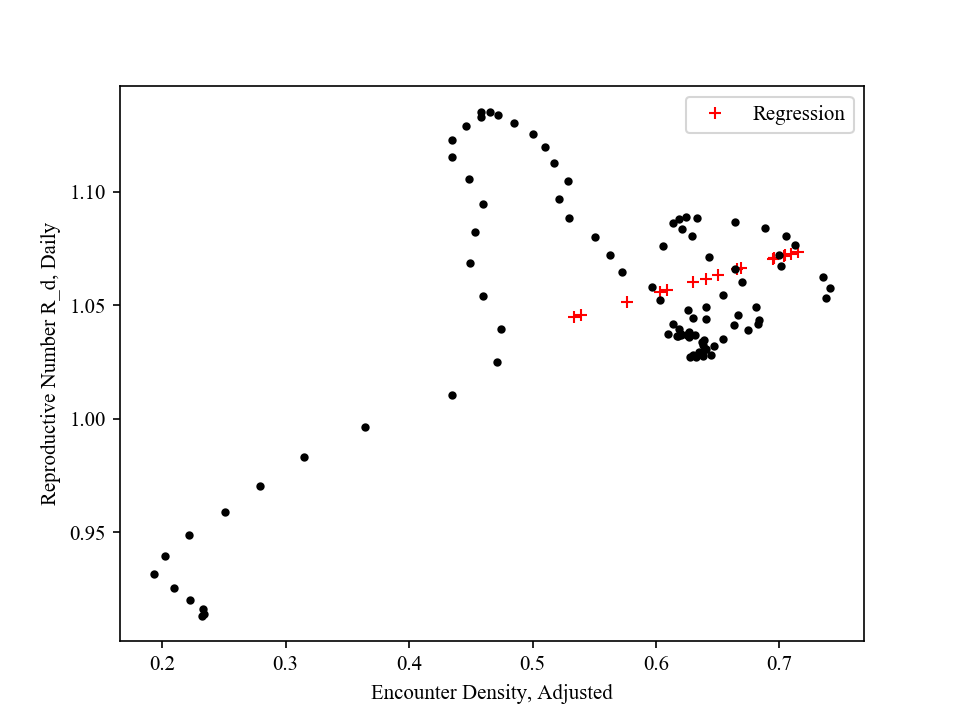 Regression
1.10
1.05
1.00
0.95
Reproductive Number R_d, Daily
0.2 0.3 0.4 0.5 0.6 0.7
Encounter Density, Adjusted